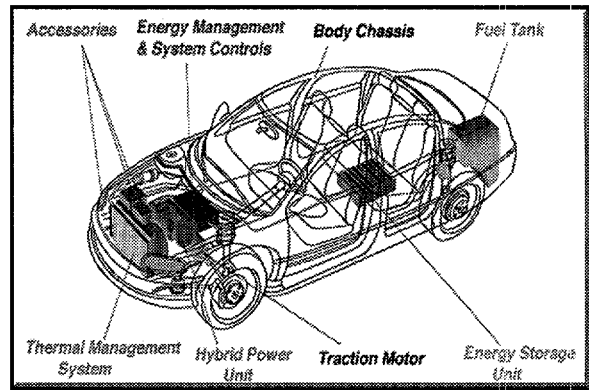 Accessories
Energy Management
& System Controls
Body Chassis
Fuel Tank
Thermal Management
System
Hybrid Power
Unit
Traction Motor
Energy Storage
Unit